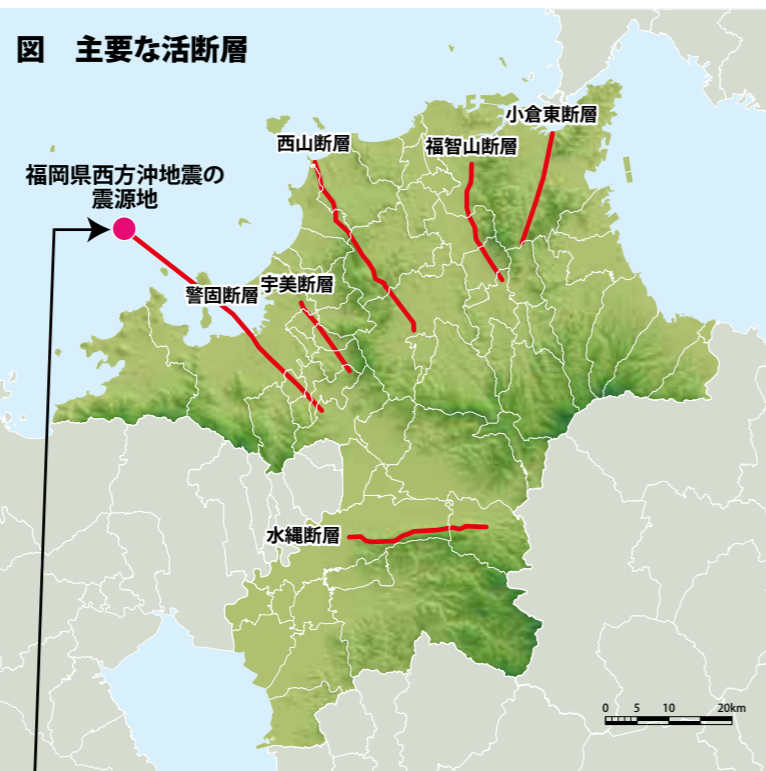 図　主要な活断層
小倉東断層
西山断層
福智山断層
福岡県西方沖地震の
震源地
警固断層
宇美断層
水縄断層
0 5 10 20km